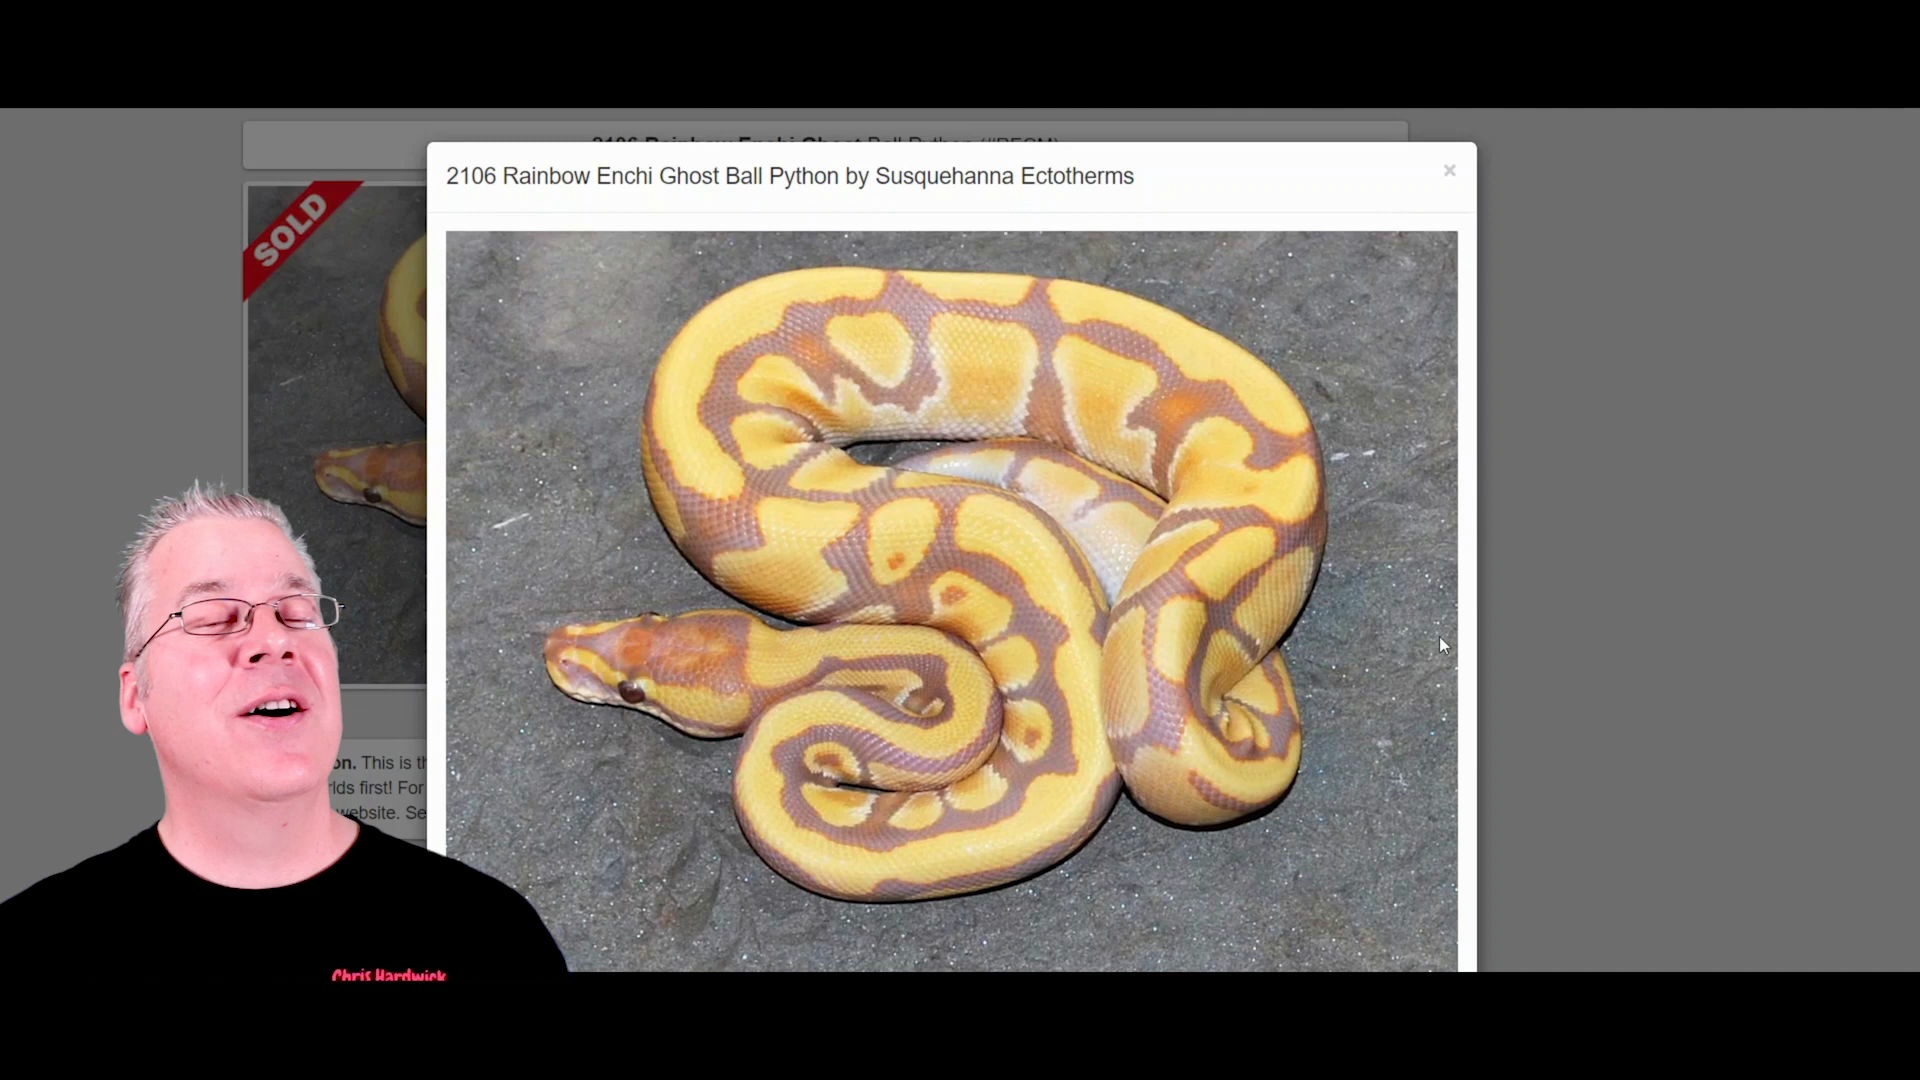 2106 Rainbow Enchi Ghost Ball Python by Susquehanna Ectotherms
×
SOLD
on. This is th
rlds first! For
website. Se
Chris Hardwick